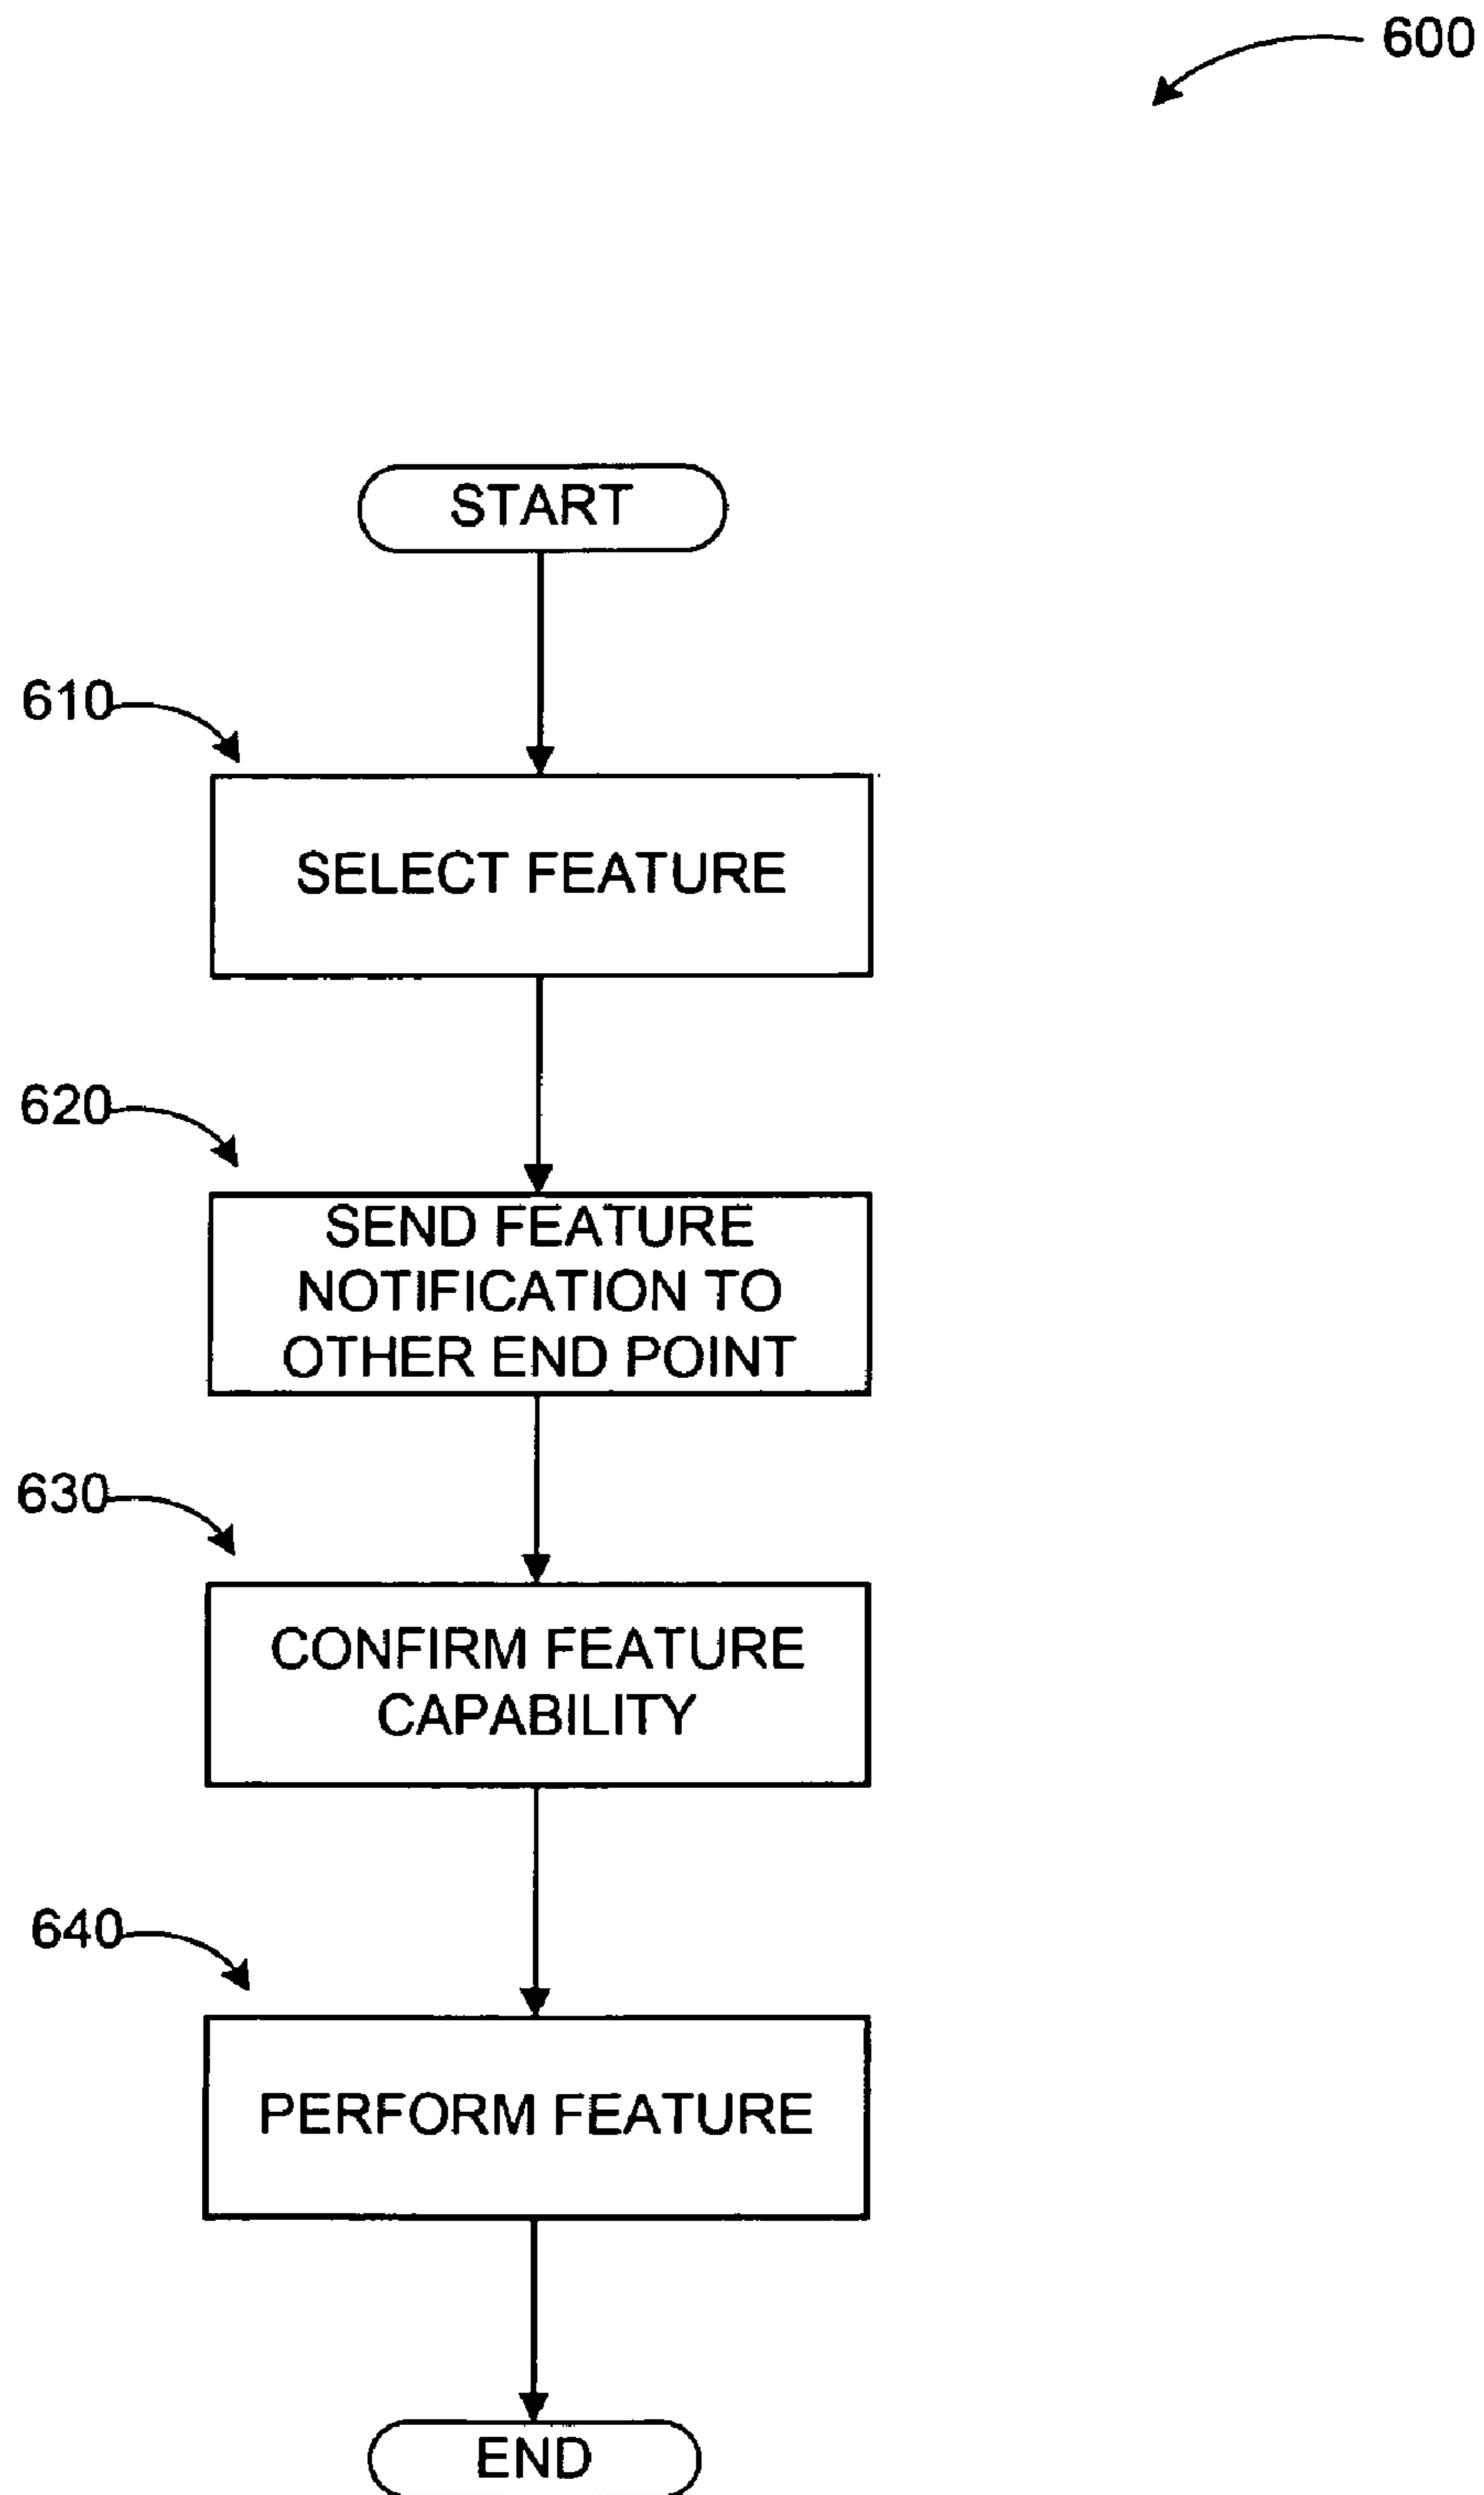 600
START
610
SELECT FEATURE
620
SEND FEATURE
NOTIFICATION TO
OTHER END POINT
630
CONFIRM FEATURE
CAPABILITY
640
PERFORM FEATURE
END